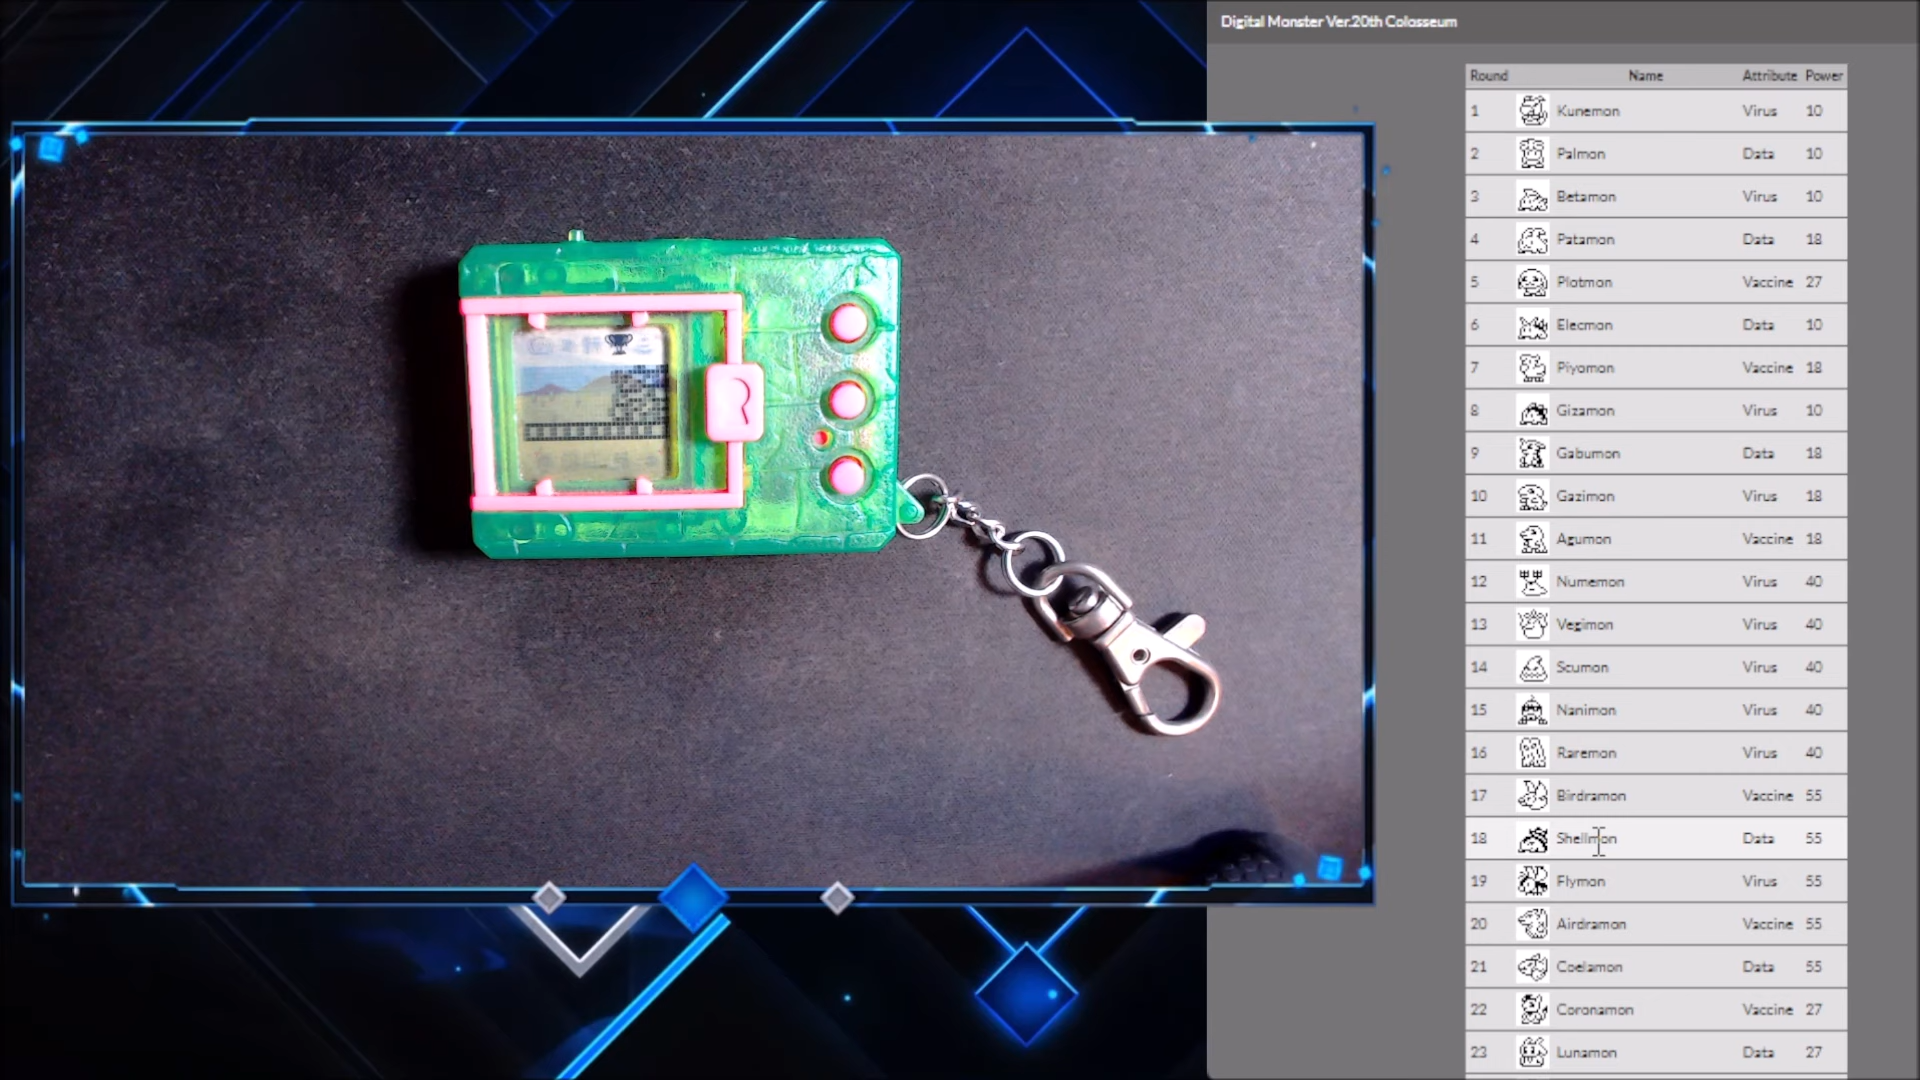 Digital Monster Ver.20th Colosseum
Round Name Attribute Power
1 Kunemon Virus 10
2 Palmon Data 10
3 Betamon Virus 10
4 Patamon Data 18
5 Plotmon Vaccine 27
6 Elecmon Data 10
7 Piyomon Vaccine 18
8 Gizamon Virus 10
9 Gabumon Data 18
10 Gazimon Virus 18
11 Agumon Vaccine 18
12 Numemon Virus 40
13 Vegimon Virus 40
14 Scumon Virus 40
15 Nanimon Virus 40
16 Raremon Virus 40
17 Birdramon Vaccine 55
18 Shellmon Data 55
19 Flymon Virus 55
20 Airdramon Vaccine 55
21 Coelamon Data 55
22 Coronamon Vaccine 27
23 Lunamon Data 27